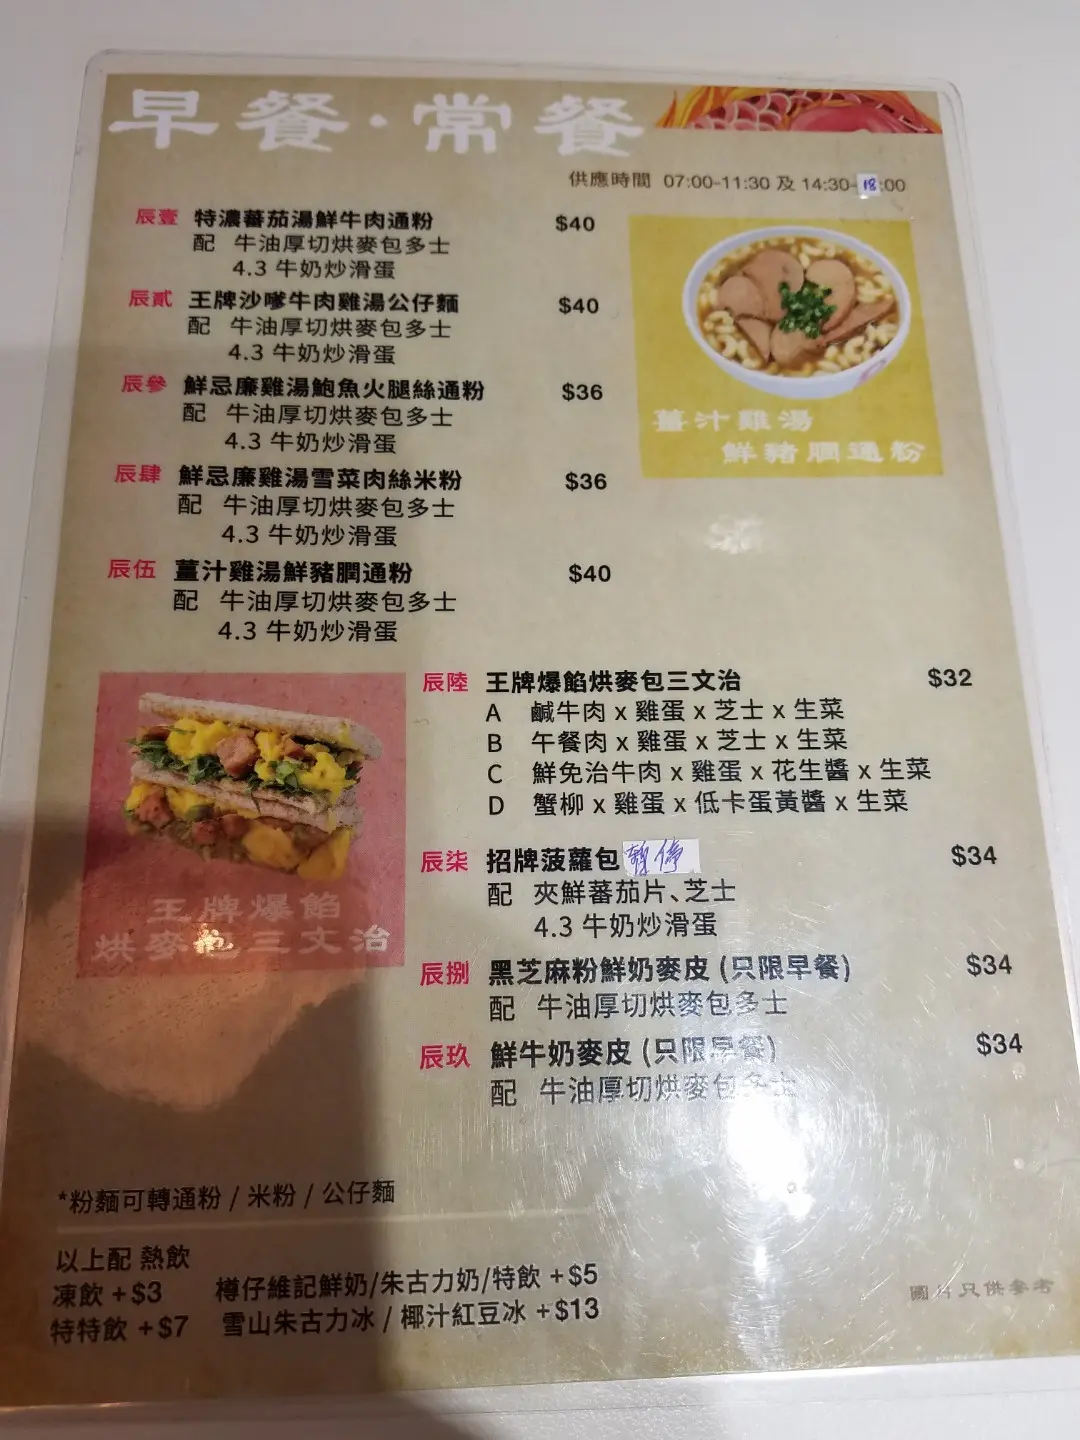 早餐·常餐
供應時間 07:00-11:30 及 14:30-18:00
辰壹 特濃蕃茄湯鮮牛肉通粉 $40
配 牛油厚切烘麥包多士
4.3 牛奶炒滑蛋
辰貳 王牌沙嗲牛肉雞湯公仔麵 $40
配 牛油厚切烘麥包多士
4.3 牛奶炒滑蛋
辰參 鮮忌廉雞湯鮑魚火腿絲通粉 $36
配 牛油厚切烘麥包多士
4.3 牛奶炒滑蛋
辰肆 鮮忌廉雞湯雪菜肉絲米粉 $36
配 牛油厚切烘麥包多士
4.3 牛奶炒滑蛋
辰伍 薑汁雞湯鮮豬膶通粉 $40
配 牛油厚切烘麥包多士
4.3 牛奶炒滑蛋
薑汁雞湯
鮮豬膶通粉
辰陸 王牌爆餡烘麥包三文治 $32
A 鹹牛肉 x 雞蛋 x 芝士 x 生菜
B 午餐肉 x 雞蛋 x 芝士 x 生菜
C 鮮免治牛肉 x 雞蛋 x 花生醬 x 生菜
D 蟹柳 x 雞蛋 x 低卡蛋黃醬 x 生菜
王牌爆餡
烘麥包三文治
辰柒 招牌菠蘿包 暫停 $34
配 夾鮮蕃茄片、芝士
4.3 牛奶炒滑蛋
辰捌 黑芝麻粉鮮奶麥皮 (只限早餐) $34
配 牛油厚切烘麥包多士
辰玖 鮮牛奶麥皮 (只限早餐) $34
配 牛油厚切烘麥包多士
*粉麵可轉通粉 / 米粉 / 公仔麵
以上配 熱飲
凍飲 +$3 樽仔維記鮮奶/朱古力奶/特飲 +$5
特特飲 +$7 雪山朱古力冰 / 椰汁紅豆冰 +$13
圖片只供參考